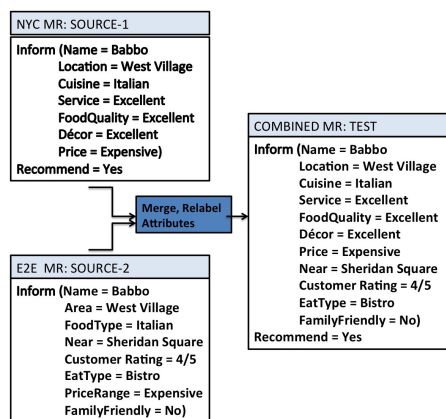 NYC MR: SOURCE-1
Inform (Name = Babbo
Location = West Village
Cuisine = Italian
Service = Excellent
FoodQuality = Excellent
Décor = Excellent
Price = Expensive)
Recommend = Yes
Merge, Relabel
Attributes
E2E MR: SOURCE-2
Inform (Name = Babbo
Area = West Village
FoodType = Italian
Near = Sheridan Square
Customer Rating = 4/5
EatType = Bistro
PriceRange = Expensive
FamilyFriendly = No)
COMBINED MR: TEST
Inform (Name = Babbo
Location = West Village
Cuisine = Italian
Service = Excellent
FoodQuality = Excellent
Décor = Excellent
Price = Expensive
Near = Sheridan Square
Customer Rating = 4/5
EatType = Bistro
FamilyFriendly = No)
Recommend = Yes